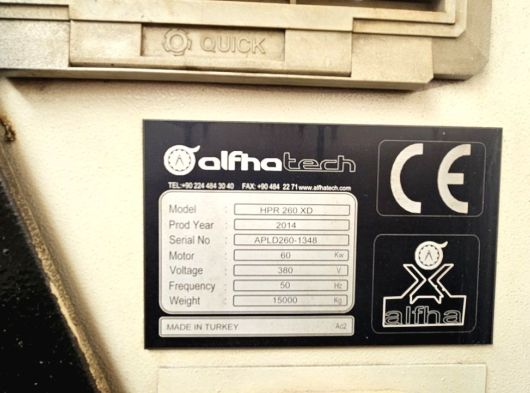 QUICK
alfhatech
TEL:+90 224 484 30 40 FAX: +90 484 22 71 www.alfhatech.com
Model : HPR 260 XD
Prod Year : 2014
Serial No : APLD260-1348
Motor : 60 Kw
Voltage : 380 V
Frequency : 50 Hz
Weight : 15000 Kg
MADE IN TURKEY Ac2
CE
X
alfha